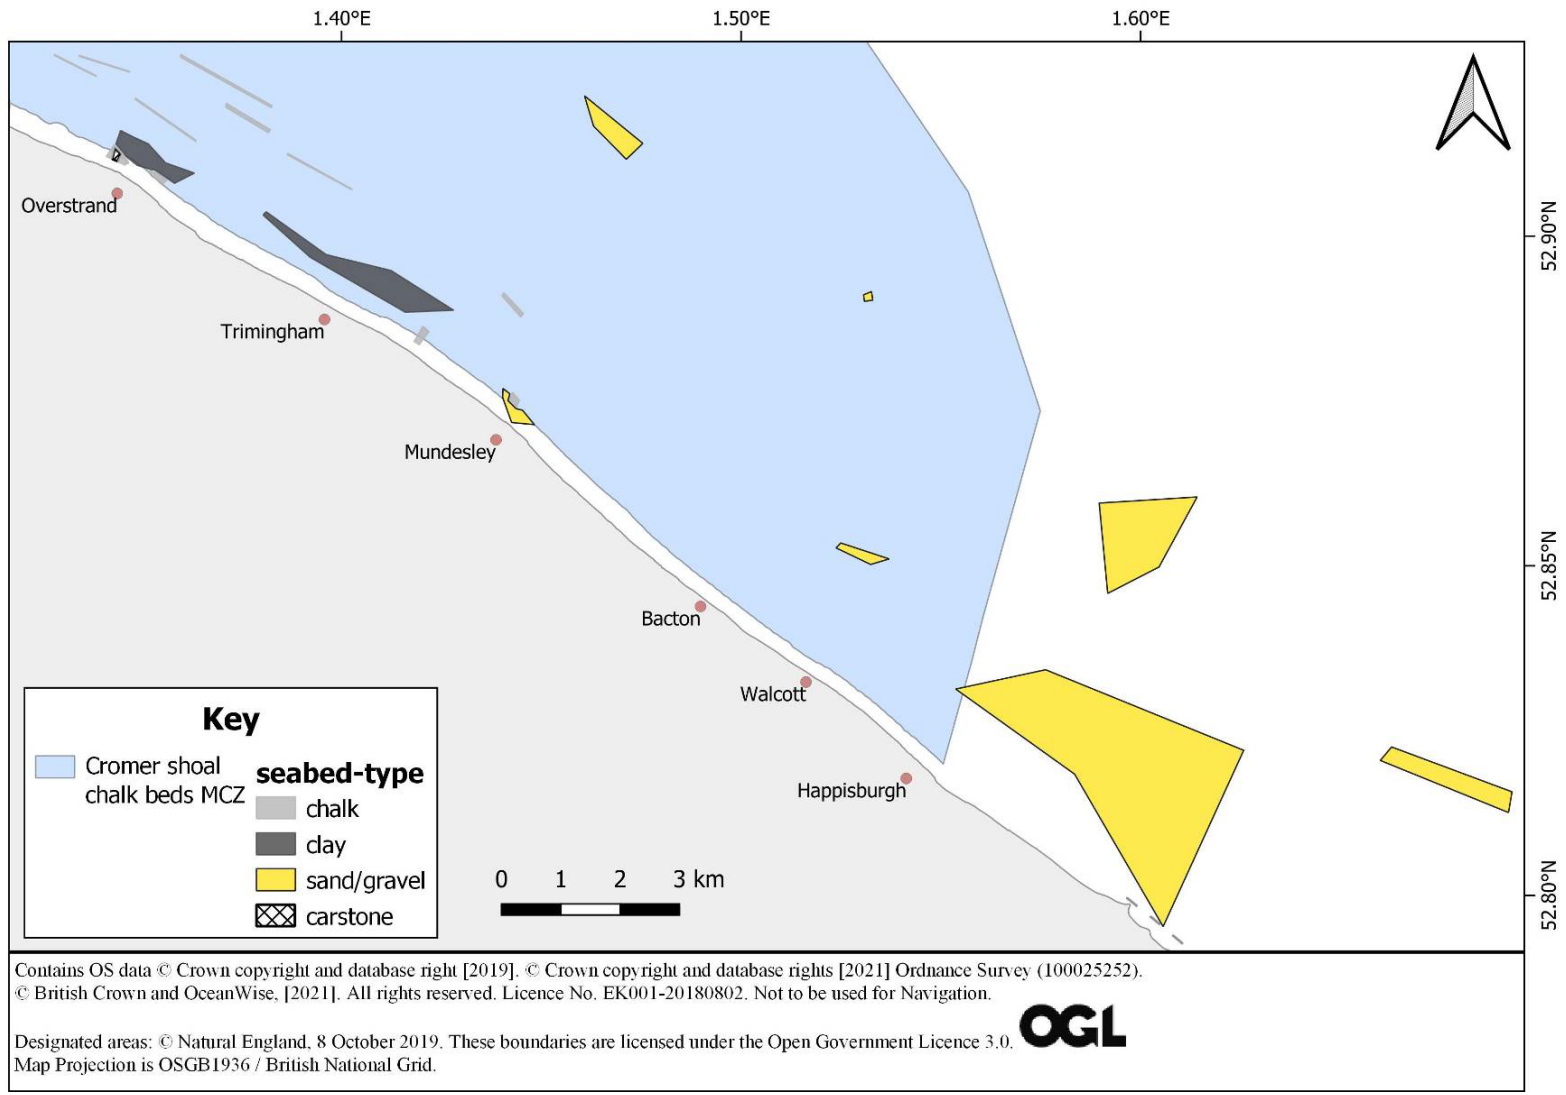 1.40°E 1.50°E 1.60°E
52.90°N
Overstrand
Trimingham
Mundesley
52.85°N
Bacton
Walcott
Happisburgh
52.80°N
Key
Cromer shoal
chalk beds MCZ
seabed-type
chalk
clay
sand/gravel
carstone
0 1 2 3 km
Contains OS data © Crown copyright and database right [2019]. © Crown copyright and database rights [2021] Ordnance Survey (100025252).
© British Crown and OceanWise, [2021]. All rights reserved. Licence No. EK001-20180802. Not to be used for Navigation.
OGL
Designated areas: © Natural England, 8 October 2019. These boundaries are licensed under the Open Government Licence 3.0.
Map Projection is OSGB1936 / British National Grid.